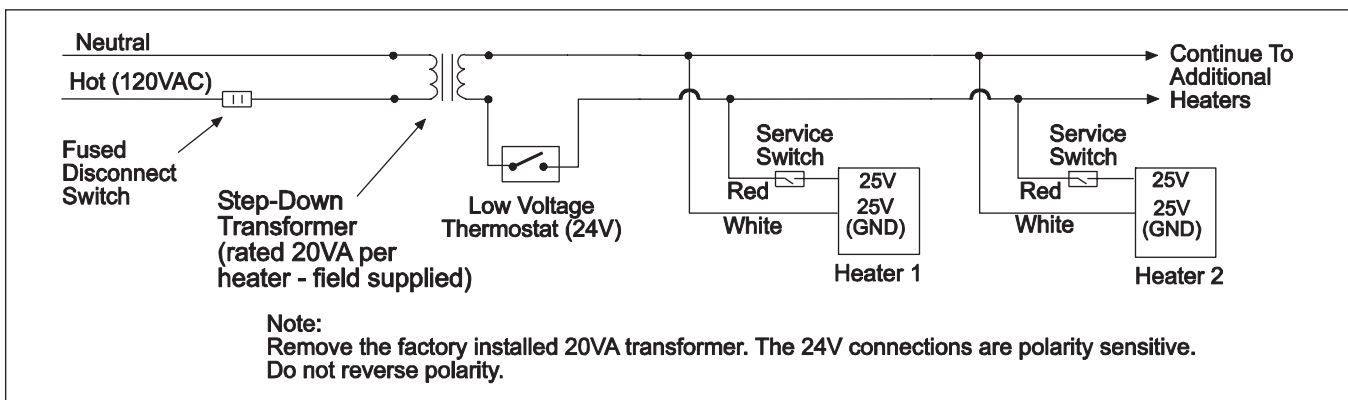 Neutral
Hot (120VAC)
Fused
Disconnect
Switch
Step-Down
Transformer
(rated 20VA per
heater - field supplied)
Low Voltage
Thermostat (24V)
Service
Switch
Red
White
25V
25V
(GND)
Heater 1
Service
Switch
Red
White
25V
25V
(GND)
Heater 2
Continue To
Additional
Heaters
Note:
Remove the factory installed 20VA transformer. The 24V connections are polarity sensitive.
Do not reverse polarity.